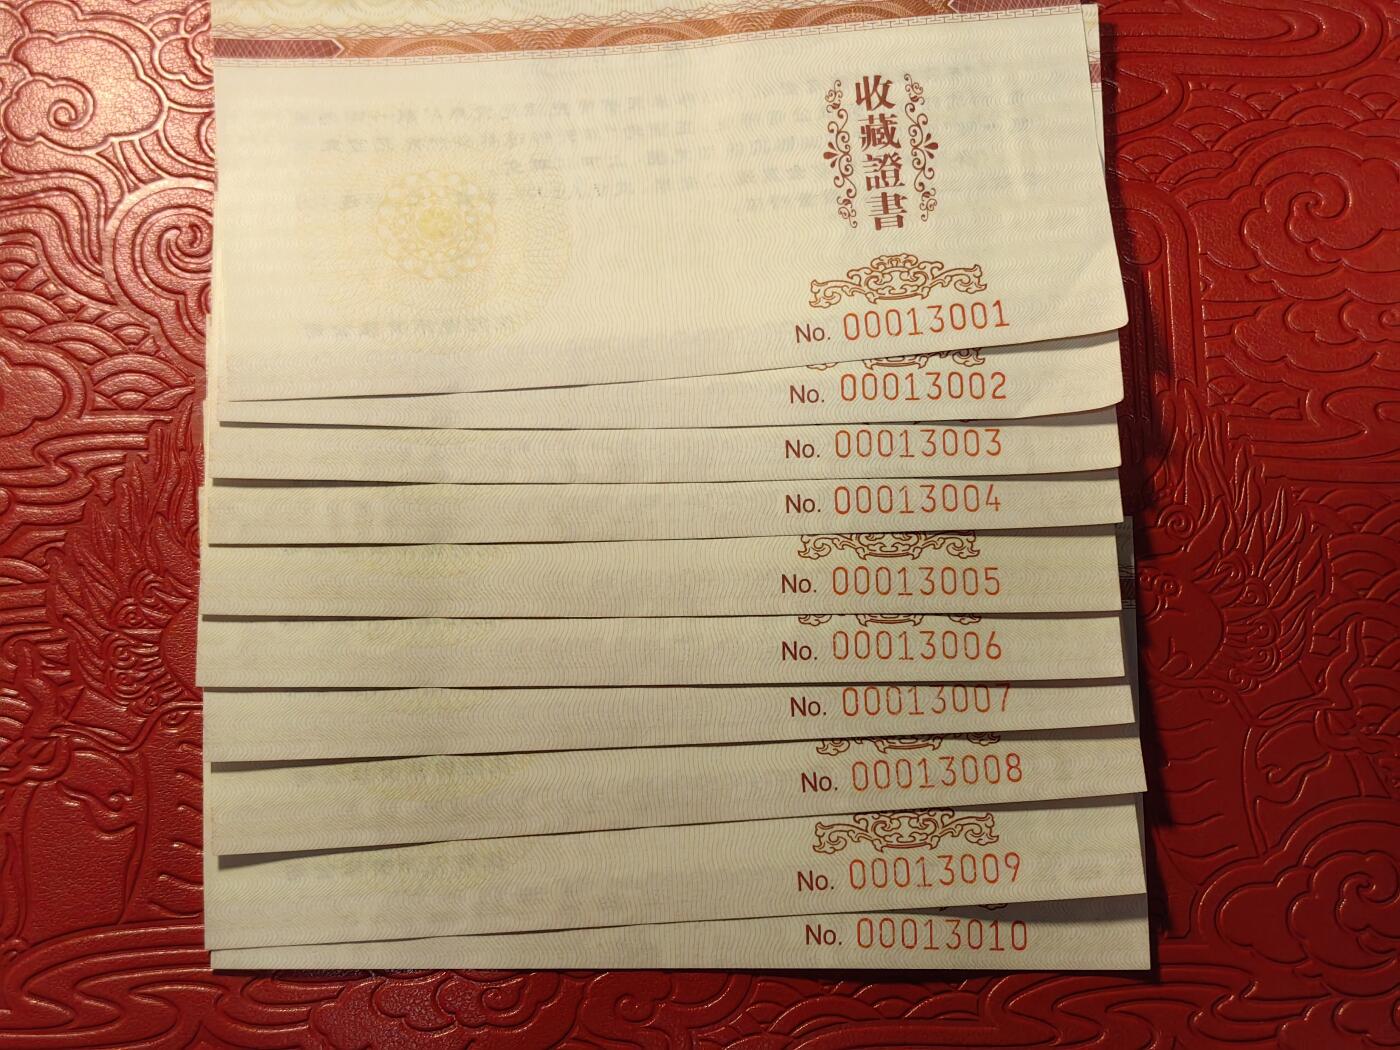 收藏證書
No. 00013001
No. 00013002
No. 00013003
No. 00013004
No. 00013005
No. 00013006
No. 00013007
No. 00013008
No. 00013009
No. 00013010